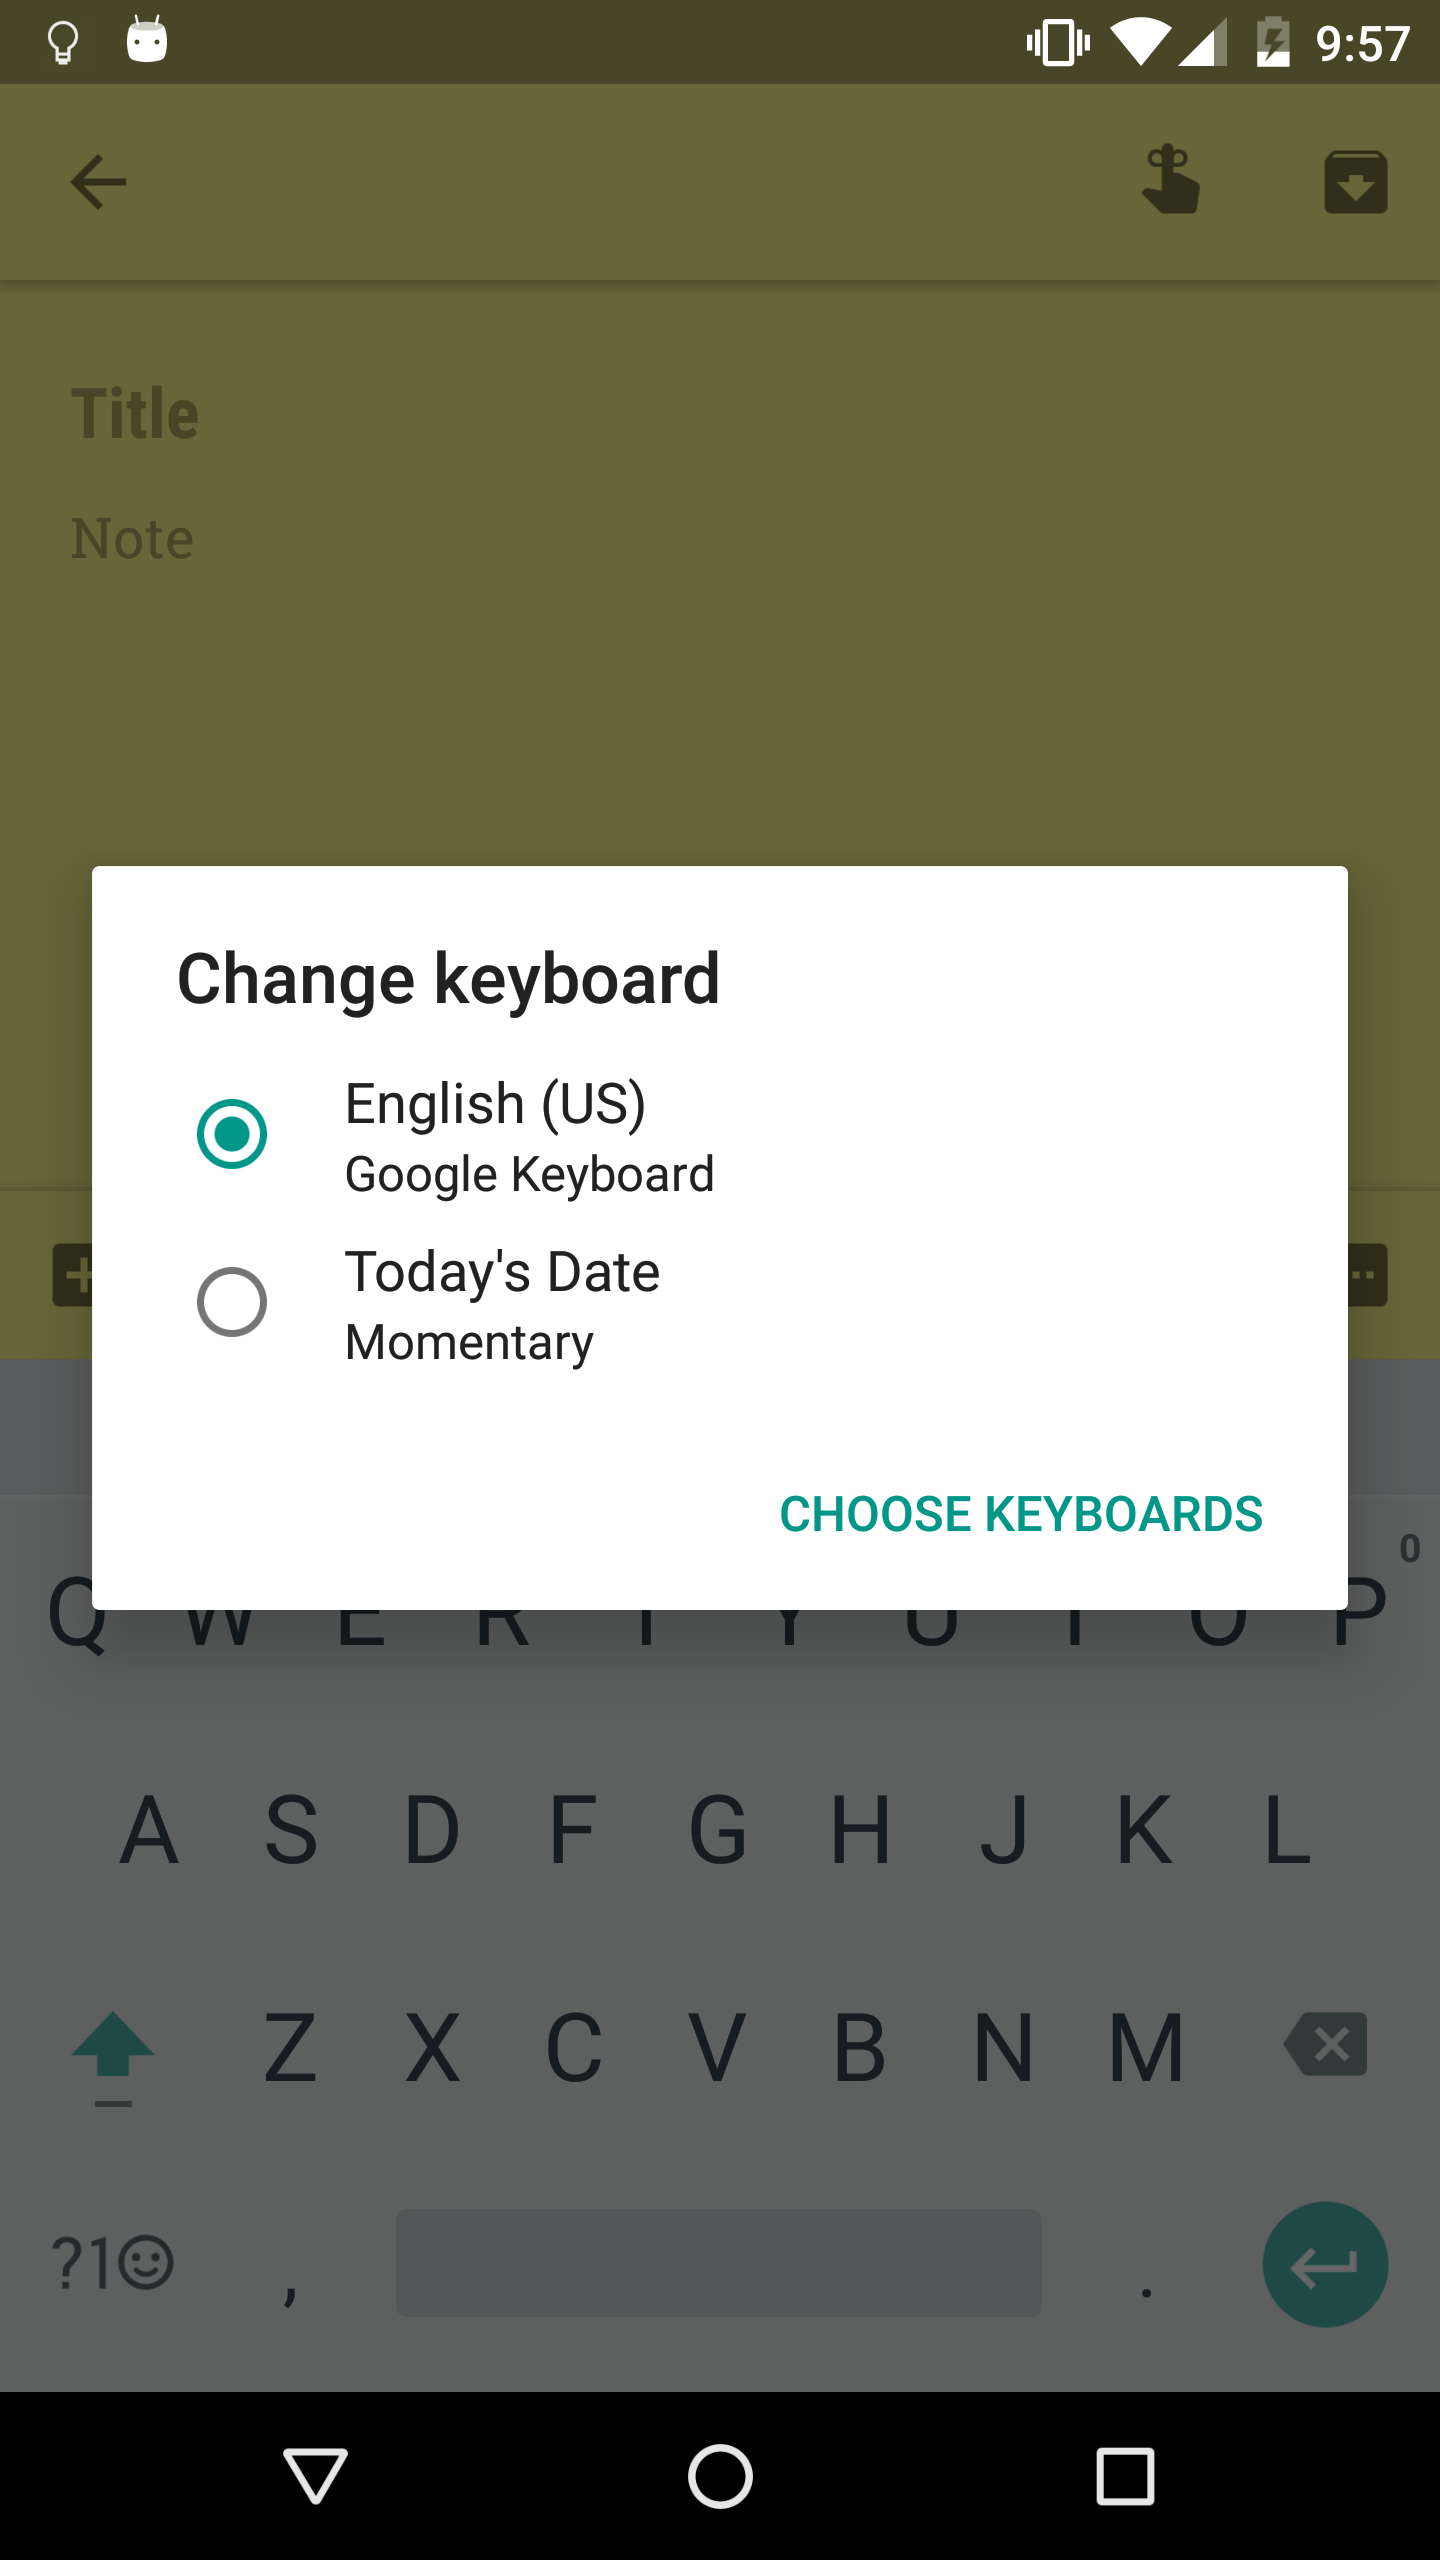 9:57
Title
Note
Change keyboard
English (US)
Google Keyboard
Today's Date
Momentary
CHOOSE KEYBOARDS
0
Q W E R T Y U I O P
A S D F G H J K L
Z X C V B N M
?1☺ , .